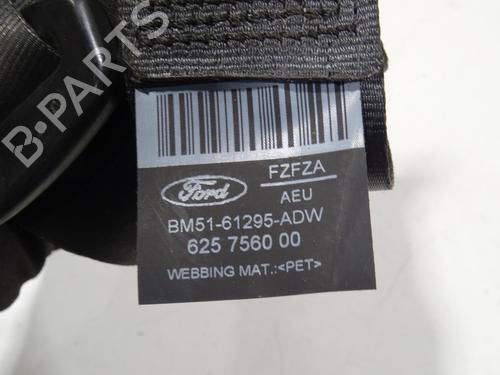 B-PARTS
Ford
FZFZA
AEU
BM51-61295-ADW
625 7560 00
WEBBING MAT.:<PET>